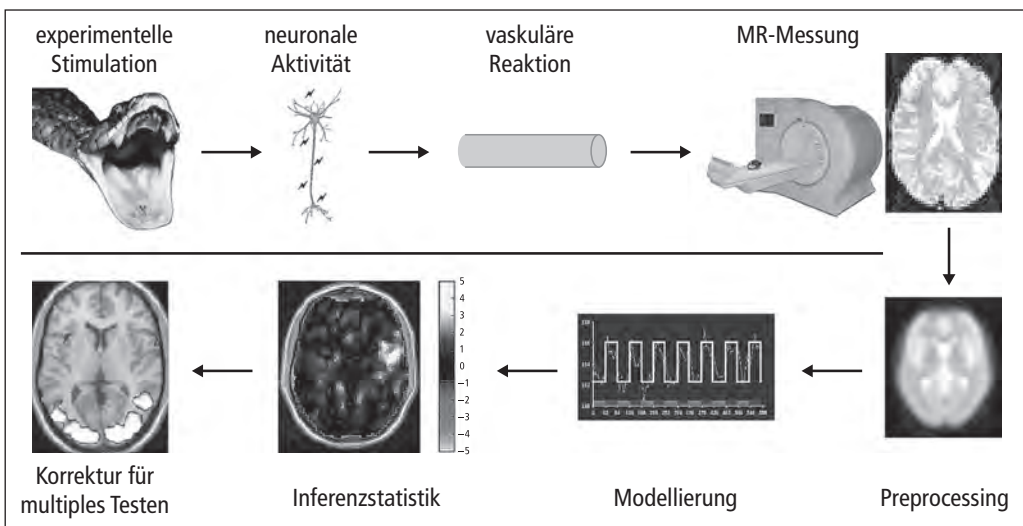 experimentelle
Stimulation
neuronale
Aktivität
vaskuläre
Reaktion
MR-Messung
5
4
3
2
1
0
−1
−2
−3
−4
−5
Korrektur für
multiples Testen
Inferenzstatistik
Modellierung
Preprocessing